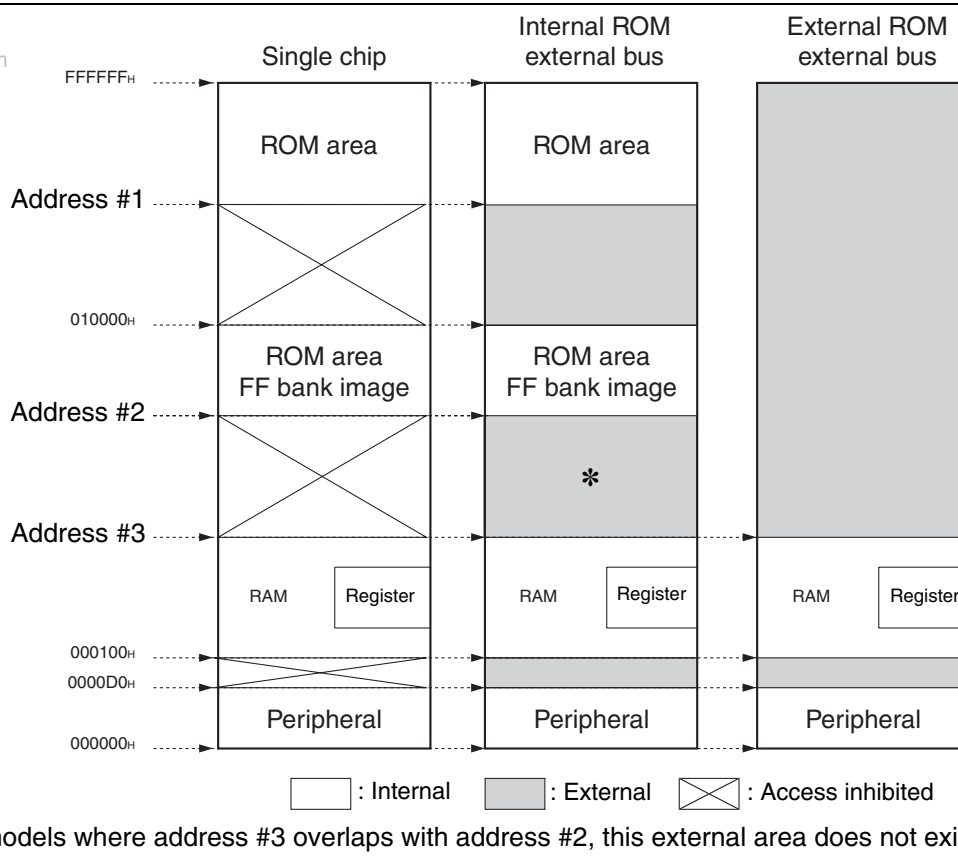 Single chip
Internal ROM
external bus
External ROM
external bus
FFFFFFH
ROM area
ROM area
Address #1
010000H
ROM area
FF bank image
ROM area
FF bank image
Address #2
*
Address #3
RAM
Register
RAM
Register
RAM
Register
000100H
0000D0H
Peripheral
Peripheral
Peripheral
000000H
: Internal
: External
: Access inhibited
where address #3 overlaps with address #2, this external area does not